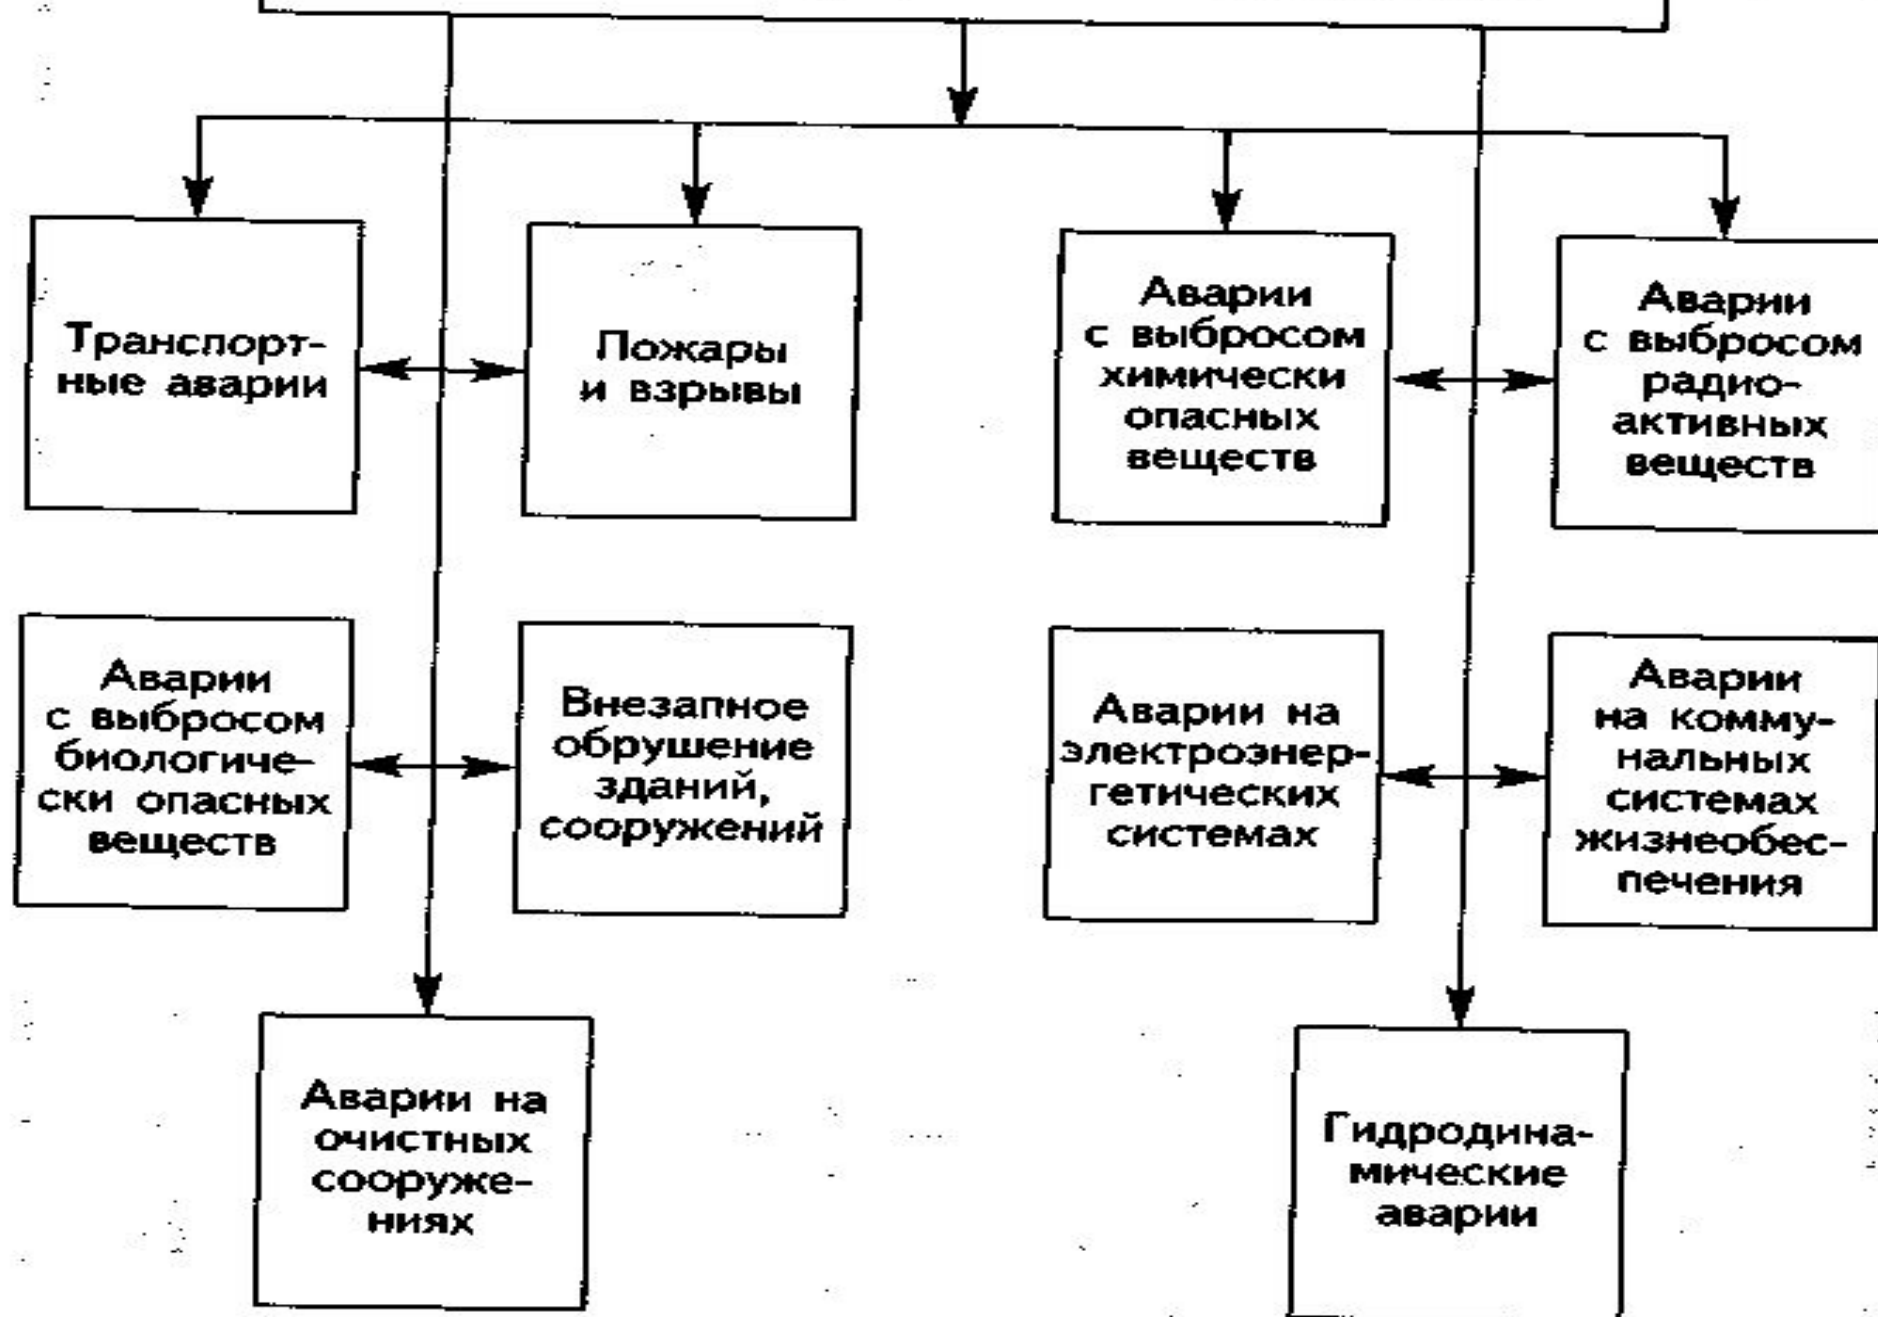 Транспорт-
ные аварии
Пожары
и взрывы
Аварии
с выбросом
химически
опасных
веществ
Аварии
с выбросом
радио-
активных
веществ
Аварии
с выбросом
биологиче-
ски опасных
веществ
Внезапное
обрушение
зданий,
сооружений
Аварии на
электроэнер-
гетических
системах
Аварии
на комму-
нальных
системах
жизнеобес-
печения
Аварии на
очистных
сооруже-
ниях
Гидродина-
мические
аварии